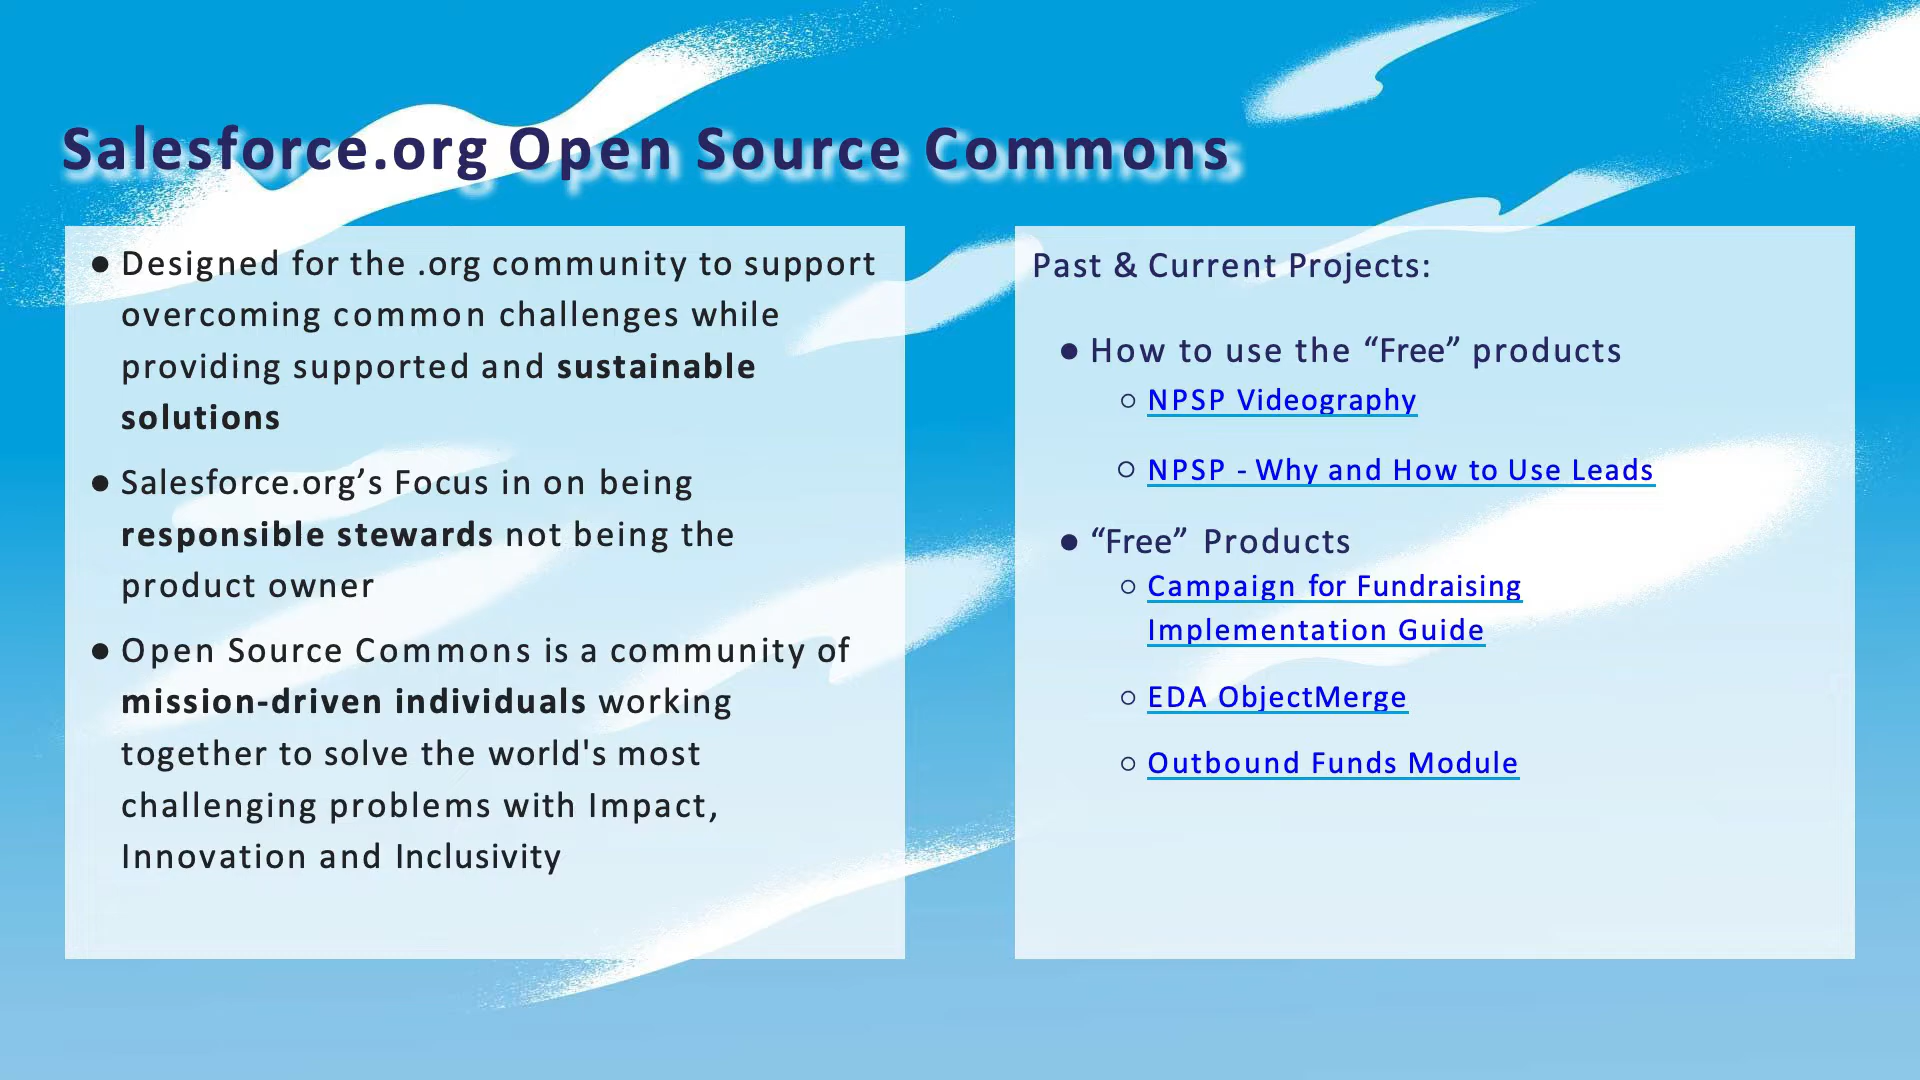 Salesforce.org Open Source Commons
● Designed for the .org community to support
overcoming common challenges while
providing supported and sustainable
solutions
● Salesforce.org’s Focus in on being
responsible stewards not being the
product owner
● Open Source Commons is a community of
mission-driven individuals working
together to solve the world's most
challenging problems with Impact,
Innovation and Inclusivity
Past & Current Projects:
● How to use the “Free” products
○ NPSP Videography
○ NPSP - Why and How to Use Leads
● “Free” Products
○ Campaign for Fundraising
Implementation Guide
○ EDA ObjectMerge
○ Outbound Funds Module